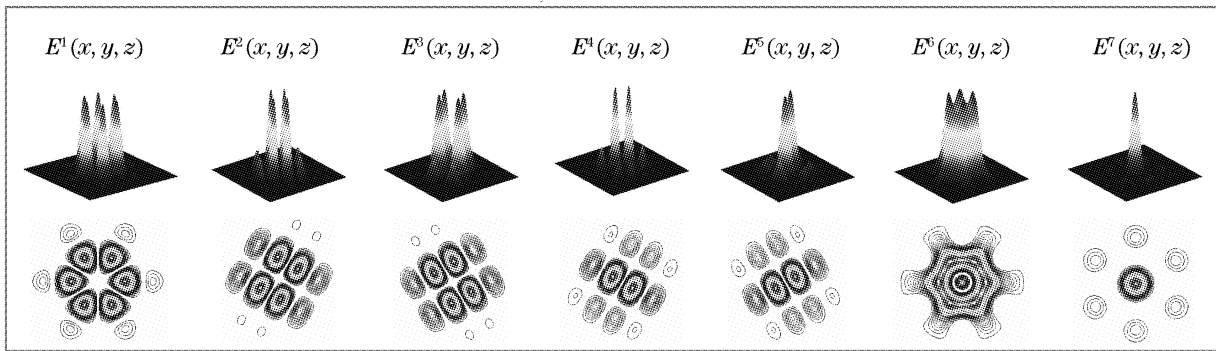 E¹(x, y, z) E²(x, y, z) E³(x, y, z) E⁴(x, y, z) E⁵(x, y, z) E⁶(x, y, z) E⁷(x, y, z)